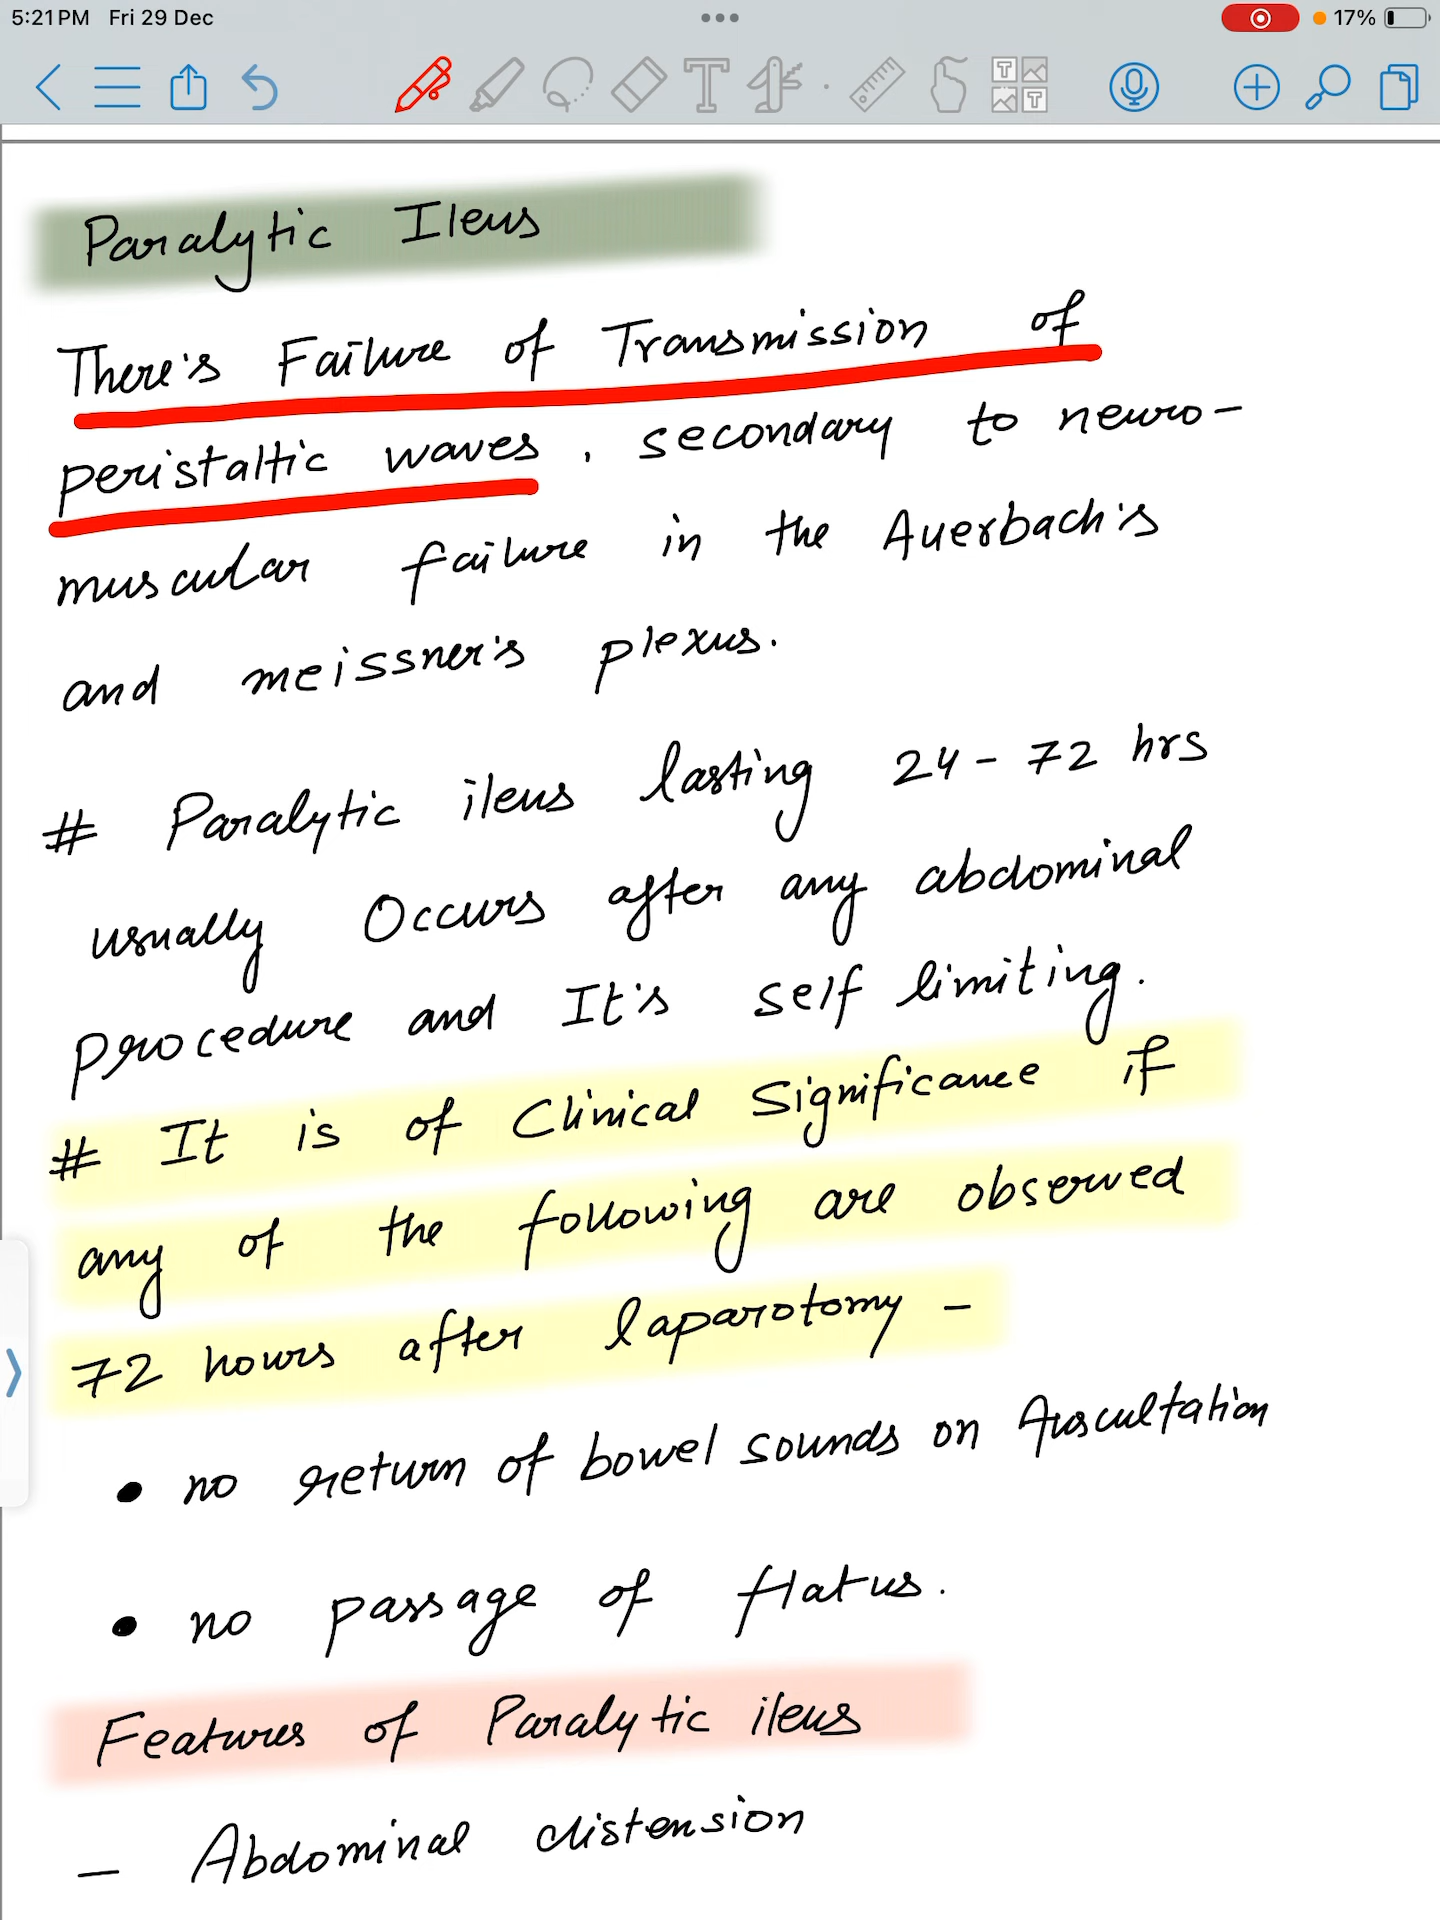 5:21 PM Fri 29 Dec
17%
Paralytic Ileus
There's Failure of Transmission of
peristaltic waves, secondary to neuro-
muscular failure in the Auerbach's
and meissner's plexus.
# Paralytic ileus lasting 24-72 hrs
usually Occurs after any abdominal
procedure and It's self limiting.
# It is of Clinical Significance if
any of the following are observed
72 hours after laparotomy -
• no return of bowel sounds on Auscultation
• no passage of flatus.
Features of Paralytic ileus
- Abdominal distension